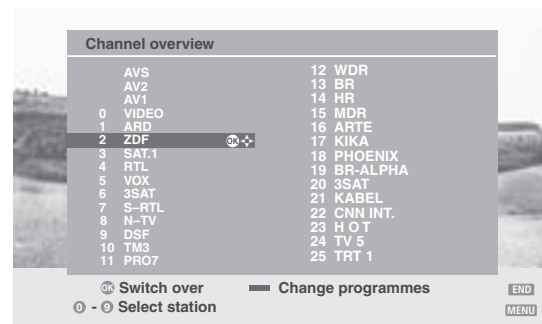 Channel overview
AVS
AV2
AV1
0 VIDEO
1 ARD
2 ZDF OK
3 SAT.1
4 RTL
5 VOX
6 3SAT
7 S–RTL
8 N–TV
9 DSF
10 TM3
11 PRO7
12 WDR
13 BR
14 HR
15 MDR
16 ARTE
17 KIKA
18 PHOENIX
19 BR-ALPHA
20 3SAT
21 KABEL
22 CNN INT.
23 H O T
24 TV 5
25 TRT 1
OK Switch over Change programmes END
0 - 9 Select station MENU